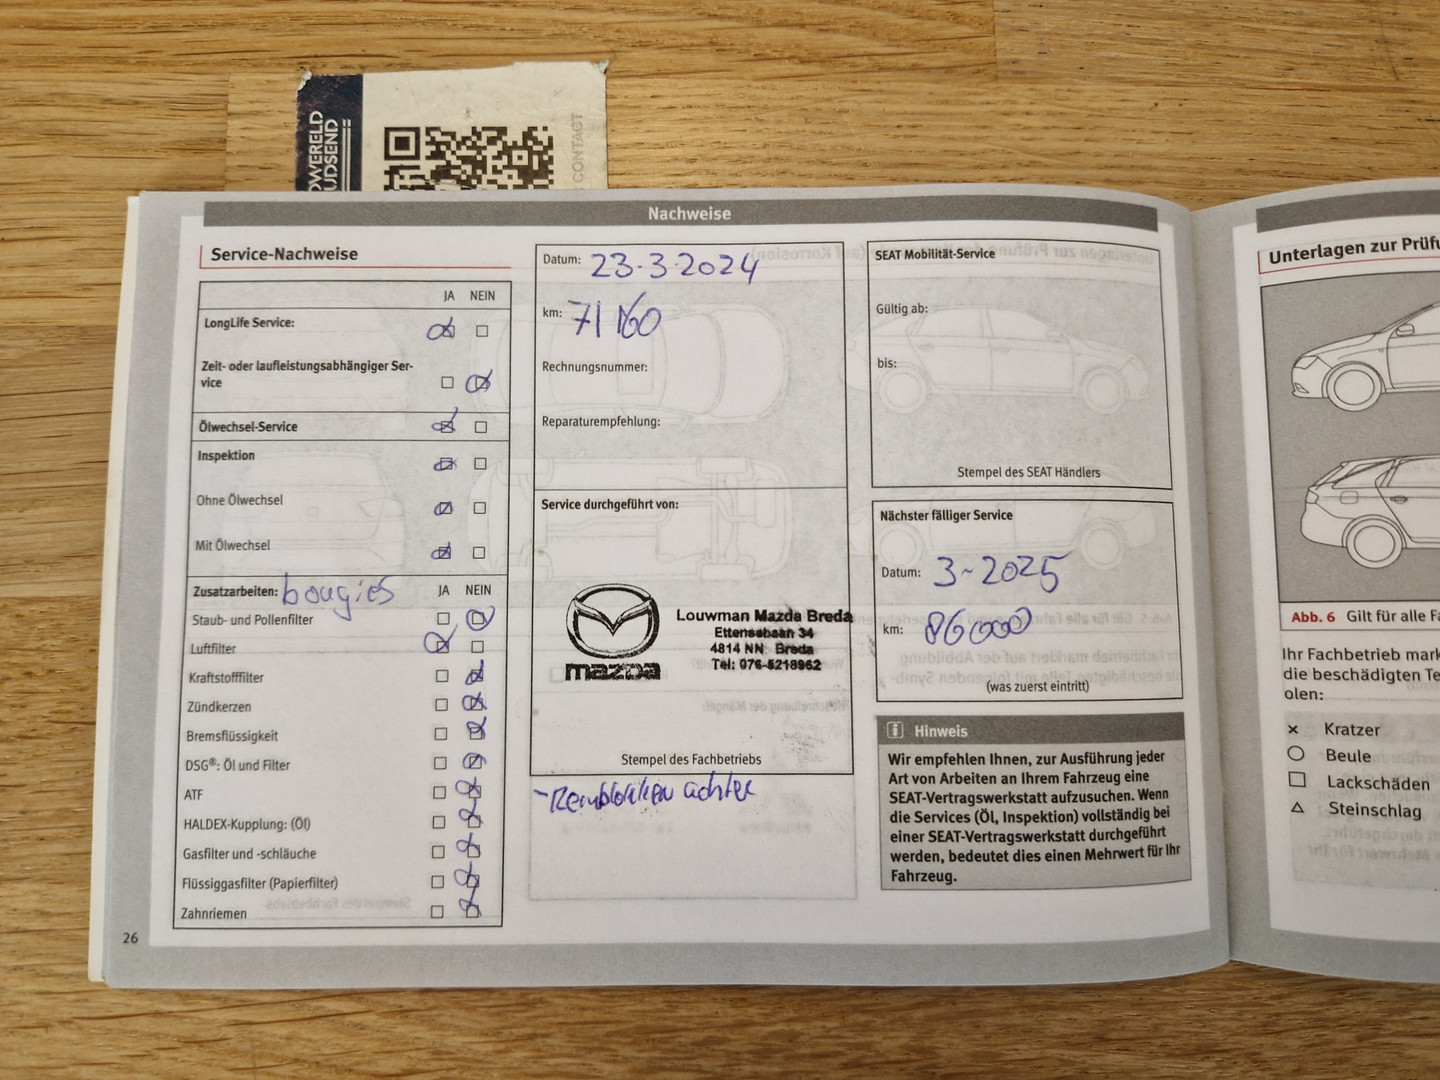 OWERELD
UDSEND
CONTACT
Nachweise
Service-Nachweise
JA NEIN
LongLife Service:
Zeit- oder laufleistungsabhängiger Ser-
vice
Ölwechsel-Service
Inspektion
Ohne Ölwechsel
Mit Ölwechsel
Zusatzarbeiten: bougies JA NEIN
Staub- und Pollenfilter
Luftfilter
Kraftstofffilter
Zündkerzen
Bremsflüssigkeit
DSG®: Öl und Filter
ATF
HALDEX-Kupplung: (Öl)
Gasfilter und -schläuche
Flüssiggasfilter (Papierfilter)
Zahnriemen
26
Datum: 23-3-2024
km: 71160
Rechnungsnummer:
Reparaturempfehlung:
Service durchgeführt von:
mazda
Louwman Mazda Breda
Ettensebaan 34
4814 NN Breda
Tel: 076-5218962
Stempel des Fachbetriebs
-Remblokken achter
SEAT Mobilität-Service
Gültig ab:
bis:
Stempel des SEAT Händlers
Nächster fälliger Service
Datum: 3-2025
km: 86000
(was zuerst eintritt)
i Hinweis
Wir empfehlen Ihnen, zur Ausführung jeder
Art von Arbeiten an Ihrem Fahrzeug eine
SEAT-Vertragswerkstatt aufzusuchen. Wenn
die Services (Öl, Inspektion) vollständig bei
einer SEAT-Vertragswerkstatt durchgeführt
werden, bedeutet dies einen Mehrwert für Ihr
Fahrzeug.
Unterlagen zur Prüfu
Abb. 6 Gilt für alle Fa
Ihr Fachbetrieb mark
die beschädigten Te
olen:
Kratzer
Beule
Lackschäden
Steinschlag